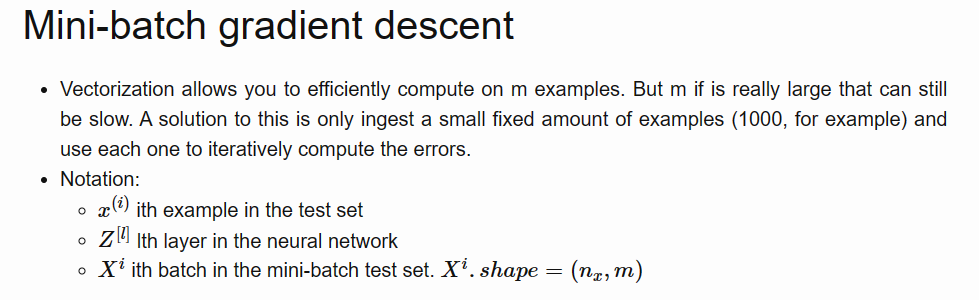 Mini-batch gradient descent
• Vectorization allows you to efficiently compute on m examples. But m if is really large that can still
be slow. A solution to this is only ingest a small fixed amount of examples (1000, for example) and
use each one to iteratively compute the errors.
• Notation:
◦ x^{(i)} ith example in the test set
◦ Z^{[l]} lth layer in the neural network
◦ X^i ith batch in the mini-batch test set. X^i.shape = (n_x, m)